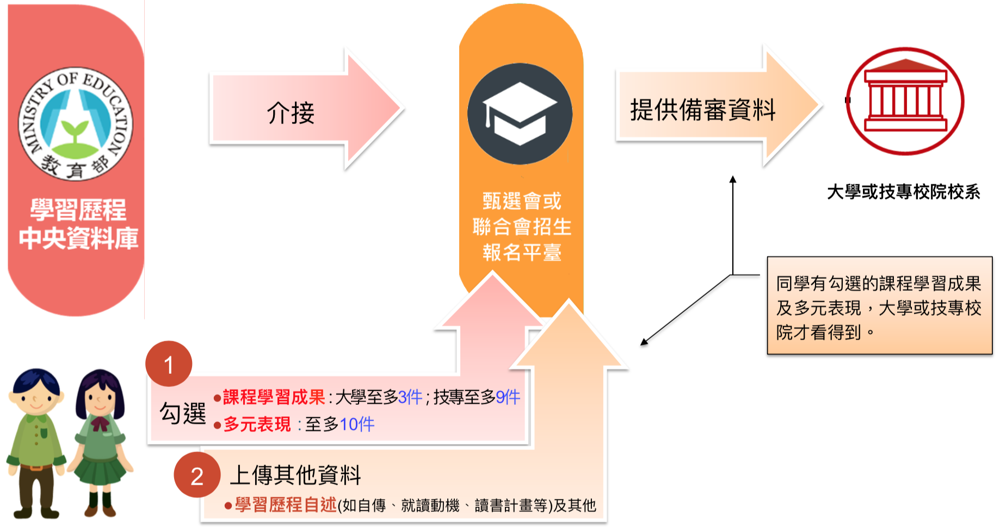 MINISTRY OF EDUCATION
教育部
學習歷程
中央資料庫
介接
甄選會或
聯合會招生
報名平臺
提供備審資料
大學或技專校院校系
同學有勾選的課程學習成果
及多元表現，大學或技專校
院才看得到。
1
勾選
●課程學習成果：大學至多3件；技專至多9件
●多元表現：至多10件
2
上傳其他資料
●學習歷程自述(如自傳、就讀動機、讀書計畫等)及其他